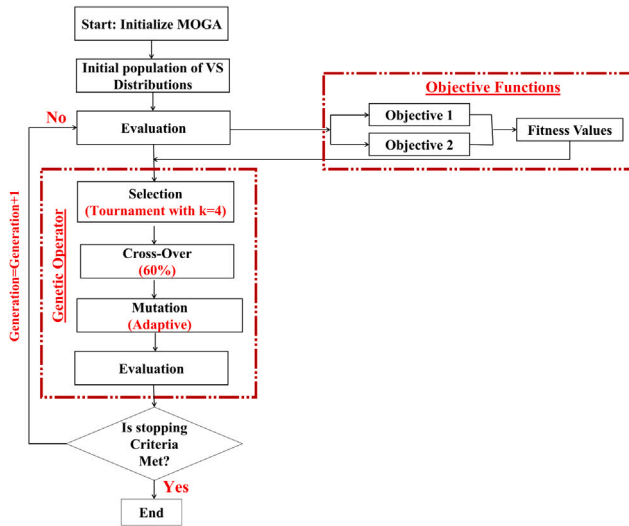 Start: Initialize MOGA
Initial population of VS
Distributions
Objective Functions
No
Evaluation
Objective 1
Objective 2
Fitness Values
Generation=Generation+1
Genetic Operator
Selection
(Tournament with k=4)
Cross-Over
(60%)
Mutation
(Adaptive)
Evaluation
Is stopping
Criteria
Met?
Yes
End